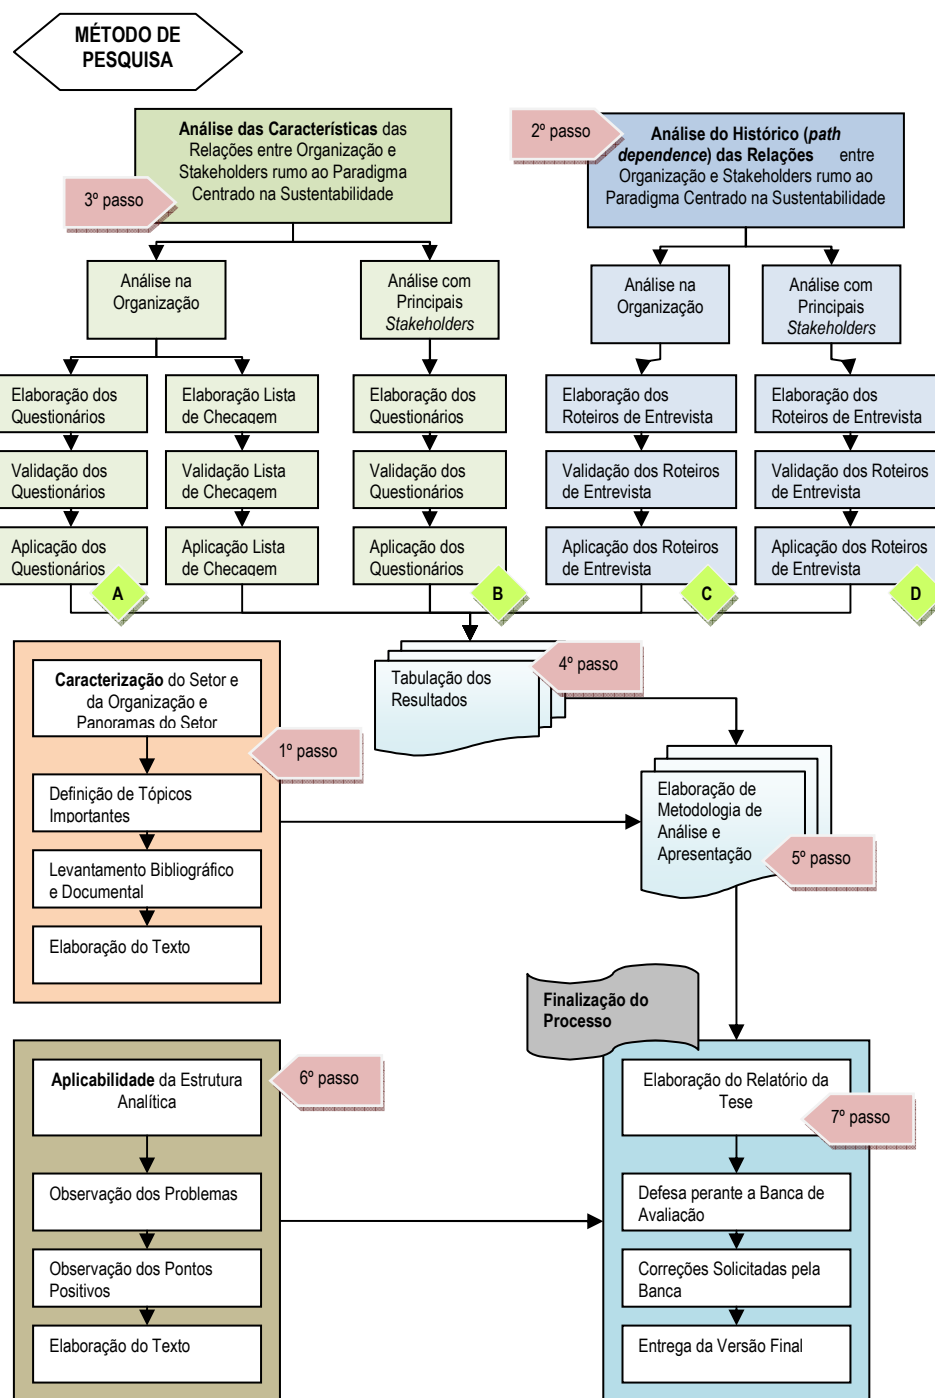 MÉTODO DE
PESQUISA
Análise das Características das
Relações entre Organização e
Stakeholders rumo ao Paradigma
Centrado na Sustentabilidade
3º passo
2º passo
Análise do Histórico (path
dependence) das Relações entre
Organização e Stakeholders rumo ao
Paradigma Centrado na Sustentabilidade
Análise na
Organização
Análise com
Principais
Stakeholders
Análise na
Organização
Análise com
Principais
Stakeholders
Elaboração dos
Questionários
Elaboração Lista
de Checagem
Elaboração dos
Questionários
Elaboração dos
Roteiros de Entrevista
Elaboração dos
Roteiros de Entrevista
Validação dos
Questionários
Validação Lista
de Checagem
Validação dos
Questionários
Validação dos Roteiros
de Entrevista
Validação dos Roteiros
de Entrevista
Aplicação dos
Questionários
Aplicação Lista
de Checagem
Aplicação dos
Questionários
Aplicação dos Roteiros
de Entrevista
Aplicação dos Roteiros
de Entrevista
A
B
C
D
Caracterização do Setor e
da Organização e
Panoramas do Setor
1º passo
Definição de Tópicos
Importantes
Levantamento Bibliográfico
e Documental
Elaboração do Texto
Tabulação dos
Resultados
4º passo
Elaboração de
Metodologia de
Análise e
Apresentação
5º passo
Finalização do
Processo
Aplicabilidade da Estrutura
Analítica
6º passo
Observação dos Problemas
Observação dos Pontos
Positivos
Elaboração do Texto
Elaboração do Relatório da
Tese
7º passo
Defesa perante a Banca de
Avaliação
Correções Solicitadas pela
Banca
Entrega da Versão Final